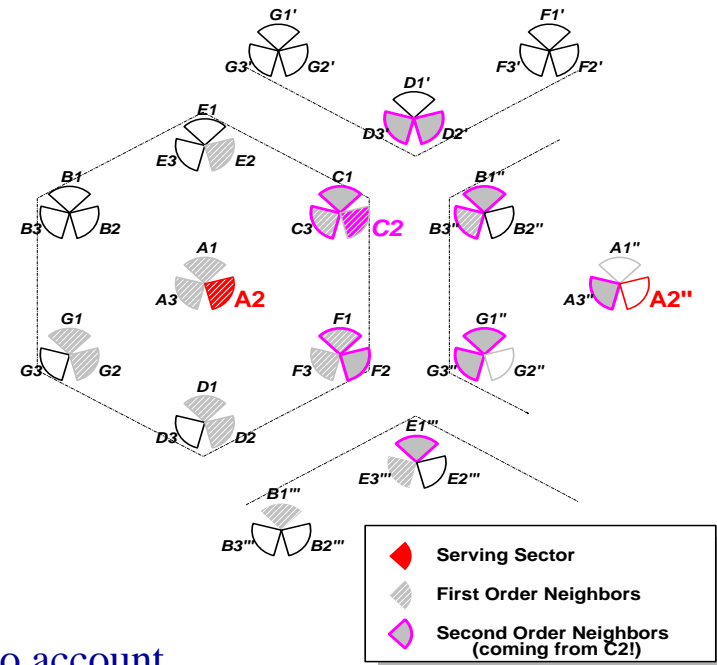 G1'
F1'
G3'
G2'
F3'
F2'
D1'
D3'
D2'
E1
E3
E2
B1
C1
B1"
B3
B2
C3
C2
B3"
B2"
A1
A1"
A3
A2
A3"
A2"
G1
F1
G1"
G3
G2
F3
F2
G3"
G2"
D1
D3
D2
E1'''
E3'''
E2'''
B1'''
B3'''
B2'''
Serving Sector
First Order Neighbors
Second Order Neighbors
(coming from C2!)